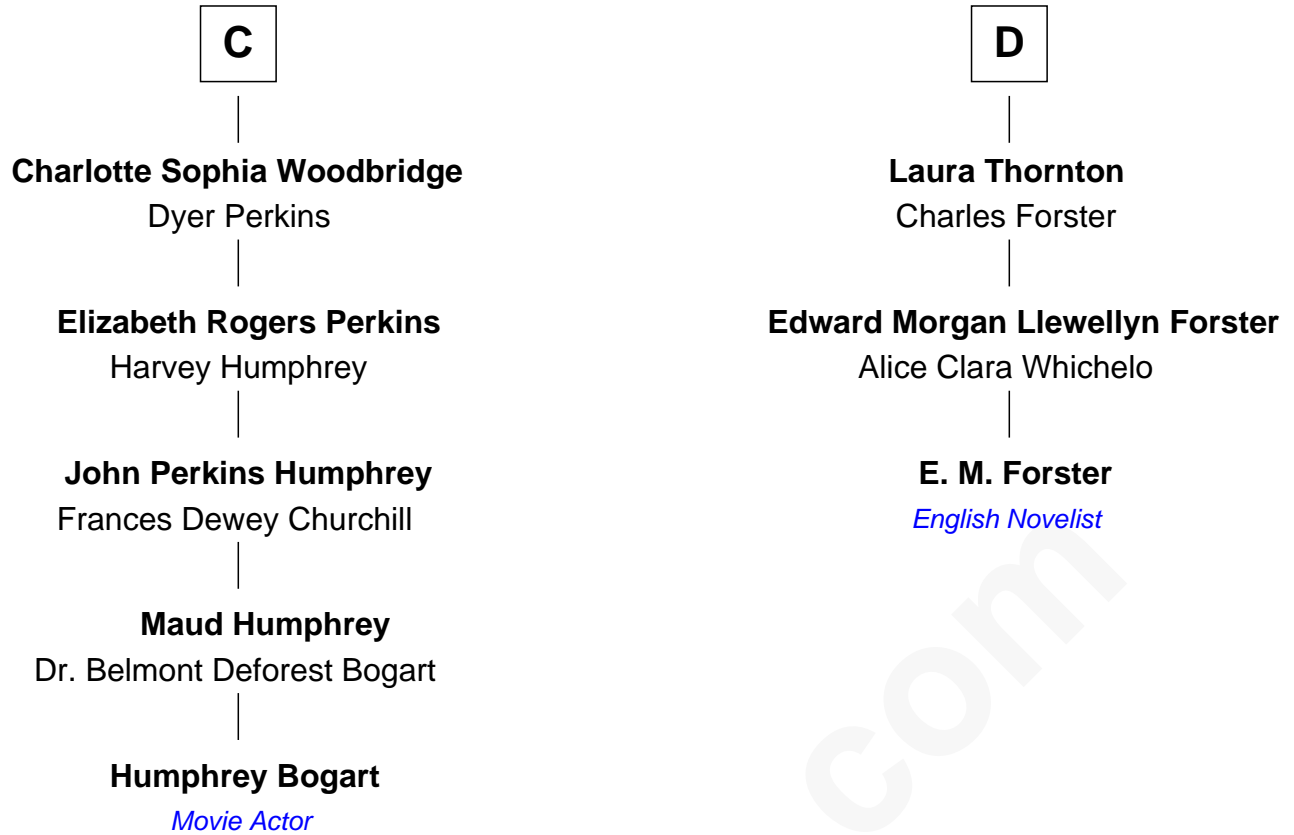 C
Charlotte Sophia Woodbridge
Dyer Perkins
Elizabeth Rogers Perkins
Harvey Humphrey
John Perkins Humphrey
Frances Dewey Churchill
Maud Humphrey
Dr. Belmont Deforest Bogart
Humphrey Bogart
Movie Actor
D
Laura Thornton
Charles Forster
Edward Morgan Llewellyn Forster
Alice Clara Whichelo
E. M. Forster
English Novelist
com